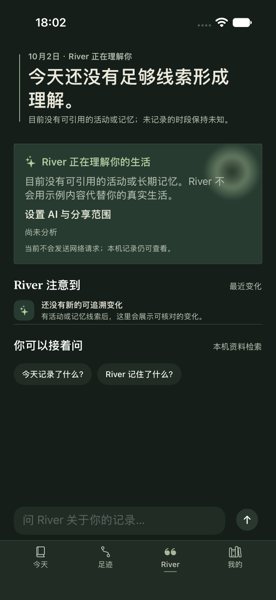 18:02
10月2日 · River 正在理解你
今天还没有足够线索形成
理解。
目前没有可引用的活动或记忆；未记录的时段保持未知。
River 正在理解你的生活
目前没有可引用的活动或长期记忆。River 不
会用示例内容代替你的真实生活。
设置 AI 与分享范围
尚未分析
当前不会发送网络请求；本机记录仍可查看。
River 注意到
最近变化
还没有新的可追溯变化
有活动或记忆线索后，这里会展示可核对的变化。
你可以接着问
本机资料检索
今天记录了什么?
River 记住了什么?
问 River 关于你的记录…
今天
足迹
River
我的